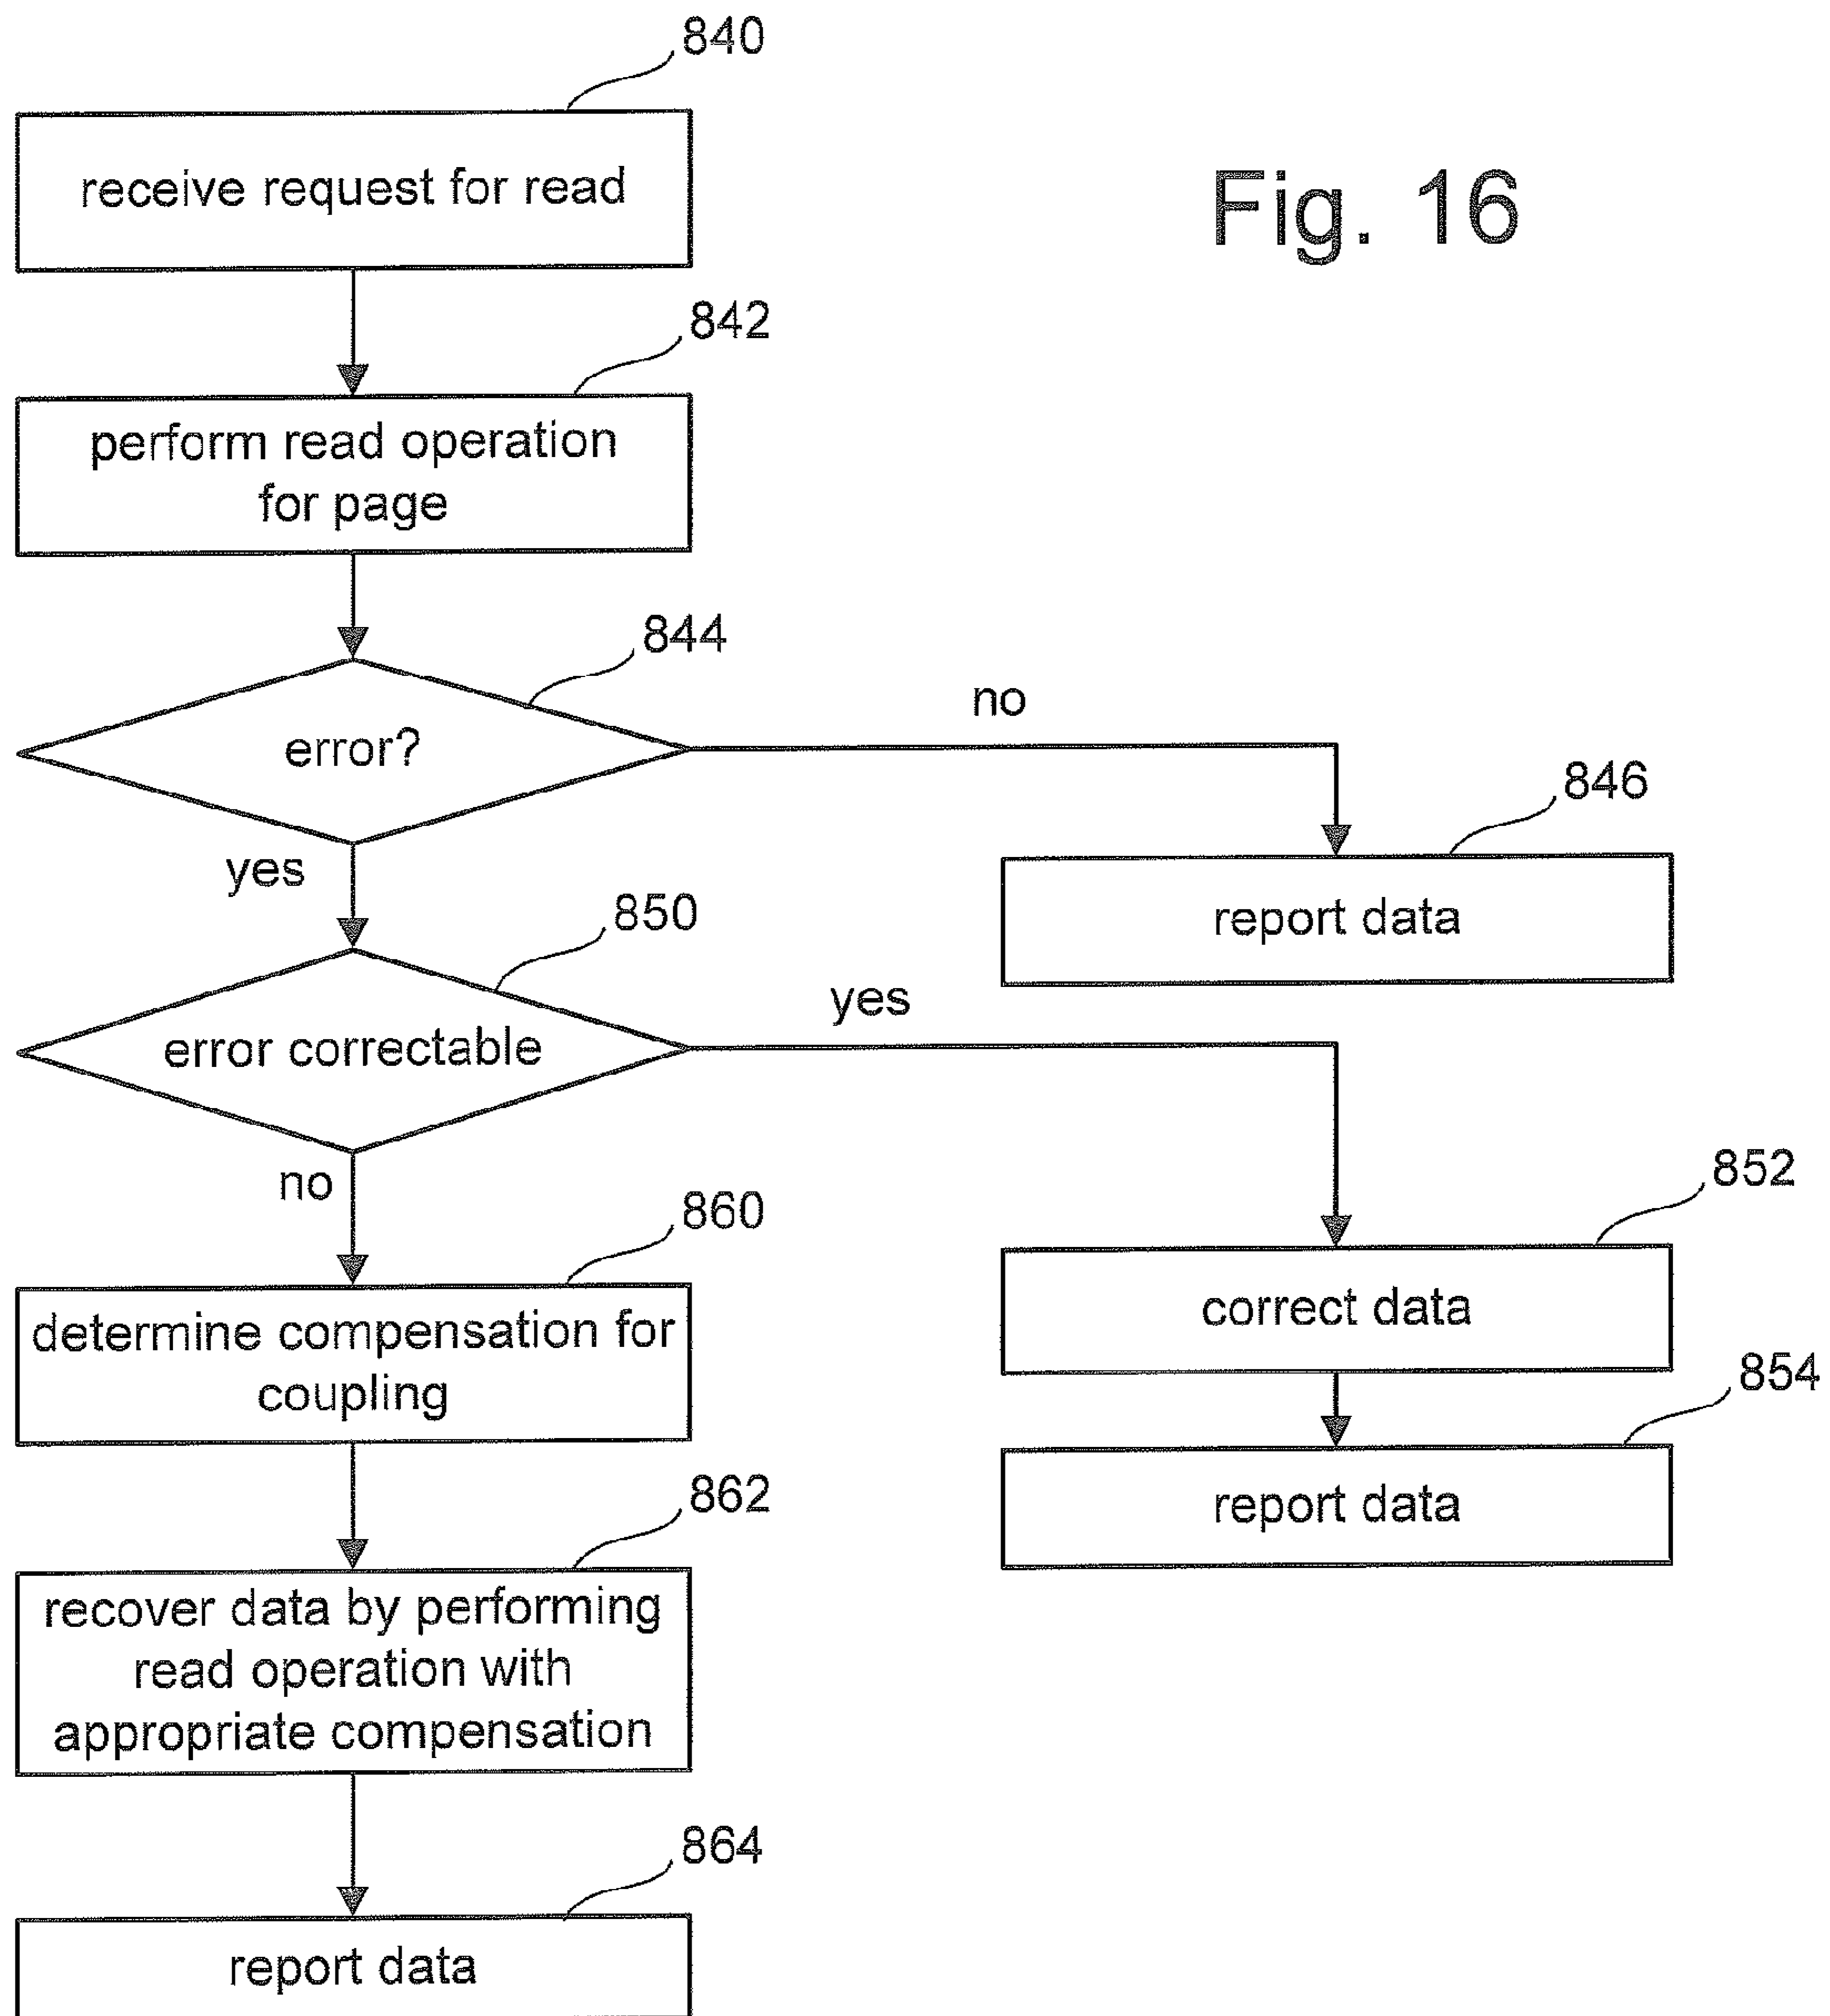 840
receive request for read
Fig. 16
842
perform read operation
for page
844
error?
no
846
report data
yes
850
error correctable
yes
852
correct data
854
report data
no
860
determine compensation for
coupling
862
recover data by performing
read operation with
appropriate compensation
864
report data